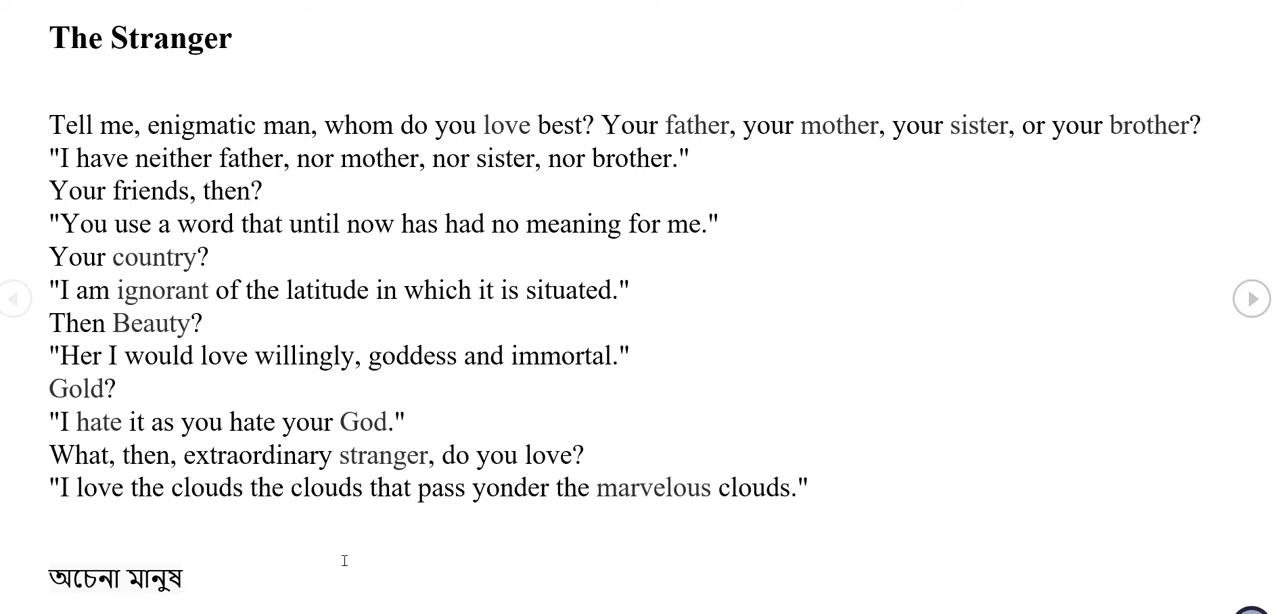 The Stranger
Tell me, enigmatic man, whom do you love best? Your father, your mother, your sister, or your brother?
"I have neither father, nor mother, nor sister, nor brother."
Your friends, then?
"You use a word that until now has had no meaning for me."
Your country?
"I am ignorant of the latitude in which it is situated."
Then Beauty?
"Her I would love willingly, goddess and immortal."
Gold?
"I hate it as you hate your God."
What, then, extraordinary stranger, do you love?
"I love the clouds the clouds that pass yonder the marvelous clouds."
অচেনা মানুষ